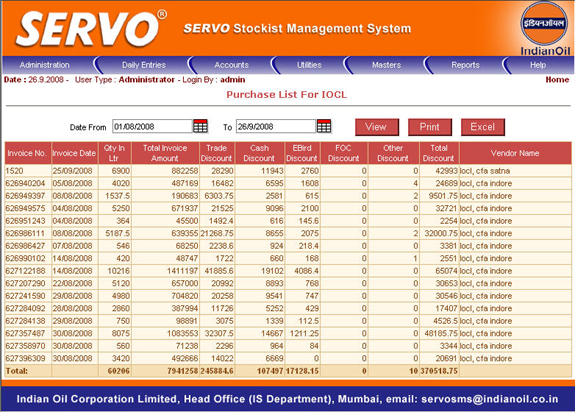 SERVO® SERVO Stockist Management System
इंडियनऑयल
IndianOil
Administration Daily Entries Accounts Utilities Masters Reports Help
Date : 26.9.2008 - User Type : Administrator - Login By : admin Home
Purchase List For IOCL
Date From 01/08/2008 To 26/9/2008 View Print Excel
Invoice No. Invoice Date Qty In Ltr Total Invoice Amount Trade Discount Cash Discount EBird Discount FOC Discount Other Discount Total Discount Vendor Name
1520 25/09/2008 6900 882258 28290 11943 2760 0 42993 Iocl, cfa satna
626940204 05/08/2008 4020 487169 16482 6595 1608 0 4 24689 Iocl, cfa indore
626949397 08/08/2008 1537.5 190683 6303.75 2581 615 0 2 9501.75 Iocl, cfa indore
626949575 04/08/2008 5250 671937 21525 9096 2100 0 32721 Iocl, cfa indore
626951243 04/08/2008 364 45500 1492.4 616 145.6 0 2254 Iocl, cfa indore
626986111 08/08/2008 5187.5 639355 21268.75 8655 2075 0 2 32000.75 Iocl, cfa indore
626986427 07/08/2008 546 68250 2238.6 924 218.4 0 3381 Iocl, cfa indore
626990102 14/08/2008 420 48747 1722 660 168 0 1 2551 Iocl, cfa indore
627122188 14/08/2008 10216 1411197 41885.6 19102 4086.4 0 65074 Iocl, cfa indore
627207290 22/08/2008 5120 657000 20992 8893 768 0 30653 Iocl, cfa indore
627241590 29/08/2008 4980 704820 20258 9541 747 0 30546 Iocl, cfa indore
627284092 28/08/2008 2860 387994 11726 5252 429 0 17407 Iocl, cfa indore
627284138 29/08/2008 750 98891 3075 1339 112.5 0 4526.5 Iocl, cfa indore
627357487 30/08/2008 8075 1083553 32307.5 14667 1211.25 0 48185.75 Iocl, cfa indore
627358970 30/08/2008 560 71238 2296 964 84 0 3344 Iocl, cfa indore
627396309 30/08/2008 3420 492666 14022 6669 0 0 20691 Iocl, cfa indore
Total: 60206 7941258 245884.6 107497 17128.15 0 10 370518.75
Indian Oil Corporation Limited, Head Office (IS Department), Mumbai, email: servosms@indianoil.co.in